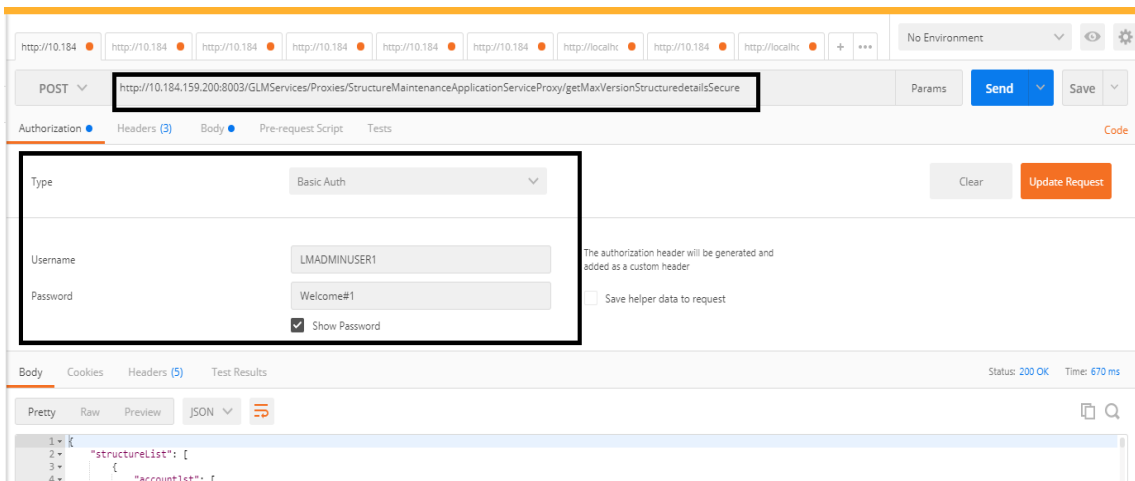 http://10.184 http://10.184 http://10.184 http://10.184 http://10.184 http://10.184 http://localhc http://10.184 http://localhc + ••• No Environment
POST http://10.184.159.200:8003/GLMServices/Proxies/StructureMaintenanceApplicationServiceProxy/getMaxVersionStructuredetailsSecure Params Send Save
Authorization Headers (3) Body Pre-request Script Tests Code
Type Basic Auth Clear Update Request
Username LMADMINUSER1 The authorization header will be generated and
added as a custom header
Password Welcome#1 Save helper data to request
Show Password
Body Cookies Headers (5) Test Results Status: 200 OK Time: 670 ms
Pretty Raw Preview JSON
1 {
2 "structureList": [
3 {
4 "accountlst": [